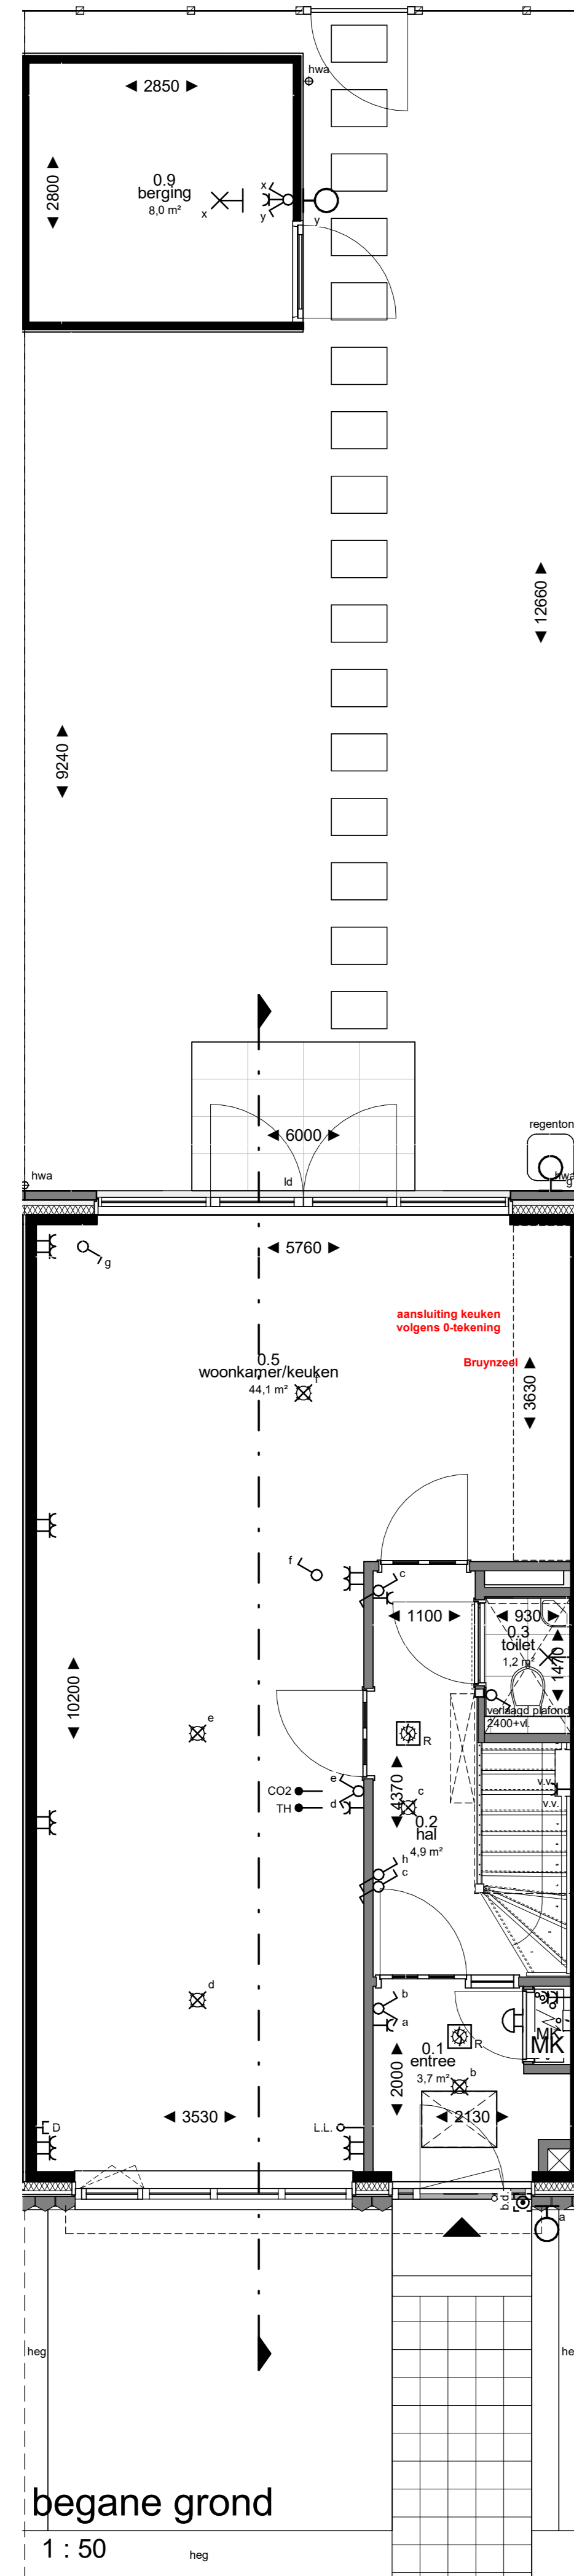 hwa
2850
2800
0.9
berging
8,0 m²
x
x
y
y
12660
9240
6000
regenton
hwa
ld
hwa
g
5760
g
aansluiting keuken
volgens 0-tekening
Bruynzeel
0.5
woonkamer/keuken
44,1 m²
f
3630
f
c
1100
930
0.3
toilet
1,2 m²
1470
10200
verlaagd plafond
2400+vl.
e
R
v.v.
v.v.
CO2
e
TH
d
4370
c
0.2
hal
4,9 m²
h
c
d
b
a
R
MK
MK
0.1
entree
3,7 m²
b
2000
D
3530
L.L.
2130
b.d.
a
heg
he
begane grond
1 : 50
heg